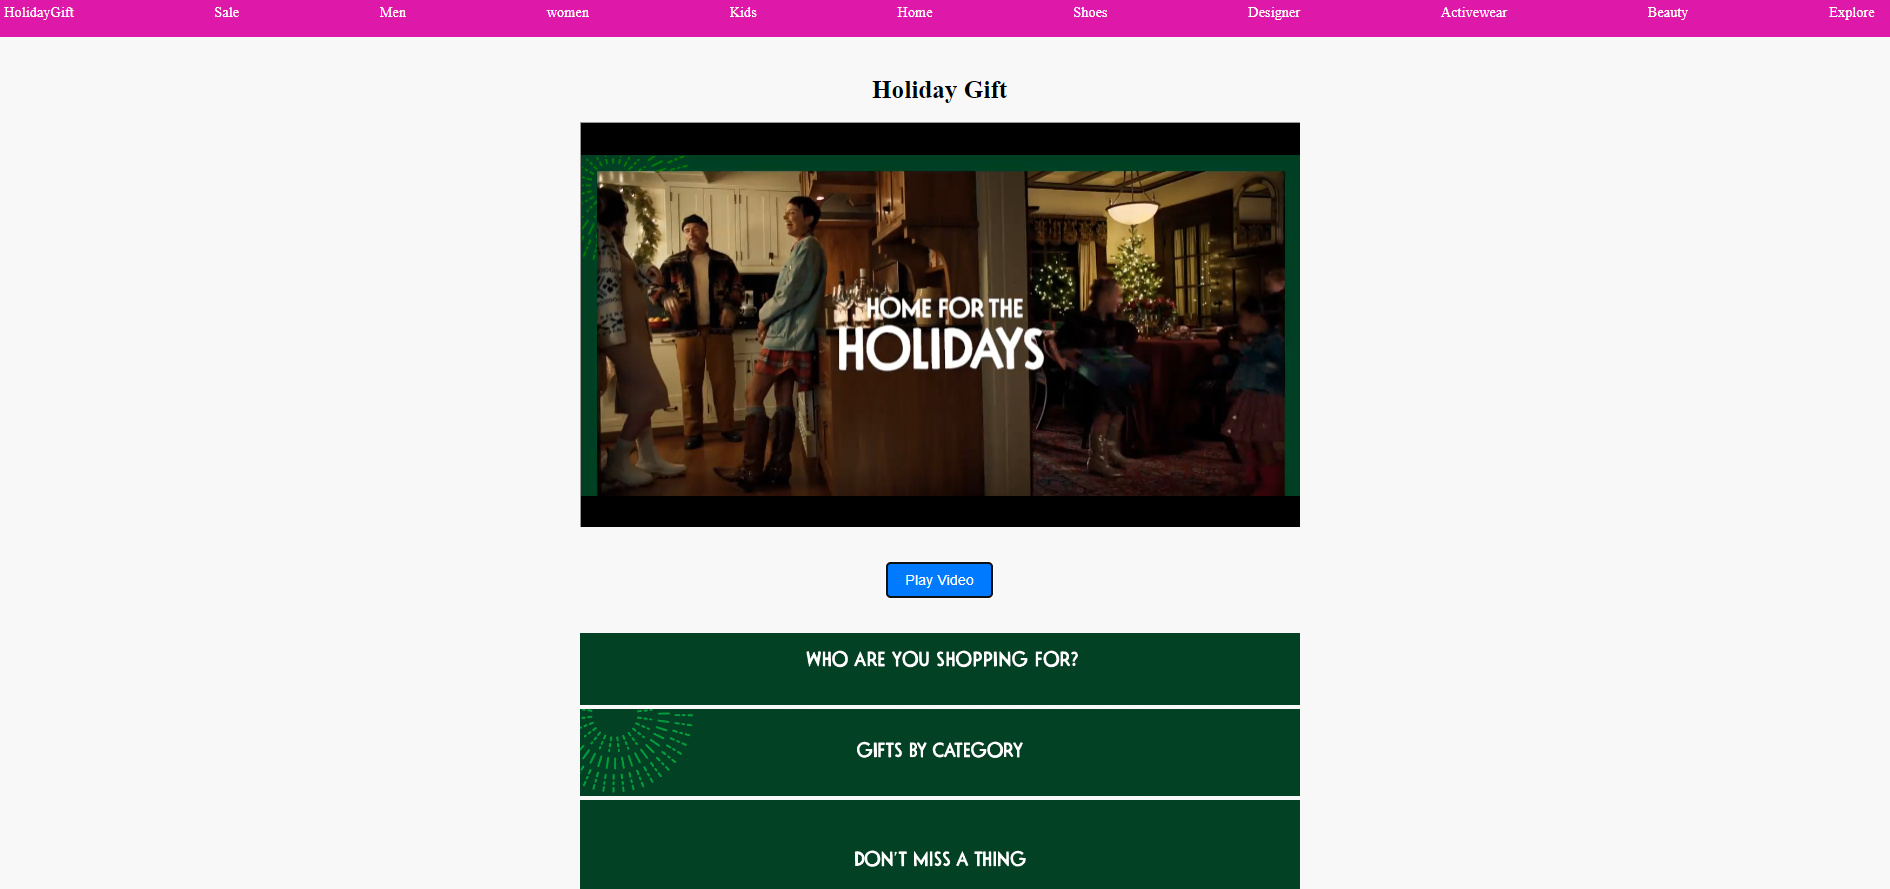 HolidayGift Sale Men women Kids Home Shoes Designer Activewear Beauty Explore
Holiday Gift
HOME FOR THE
HOLIDAYS
Play Video
WHO ARE YOU SHOPPING FOR?
GIFTS BY CATEGORY
DON'T MISS A THING